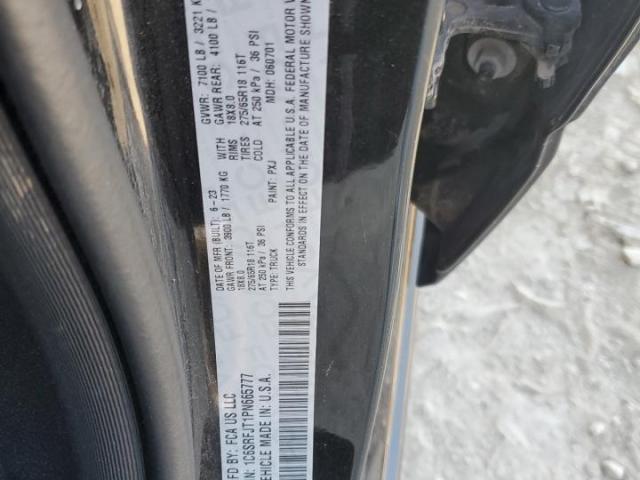 FD BY: FCA US LLC
DATE OF MFR (BUILT): 6-23
GVWR: 7100 LB / 3221 K
GAWR FRONT: 3900 LB / 1770 KG WITH GAWR REAR: 4100 LB /
18X8.0 RIMS 18X8.0
275/65R18 116T TIRES 275/65R18 116T
AT 250 kPa / 36 PSI COLD AT 250 kPa / 36 PSI
IN: 1C6SRFJT1PN665777 TYPE: TRUCK PAINT: PXJ MDH: 060701
EHICLE MADE IN U.S.A. THIS VEHICLE CONFORMS TO ALL APPLICABLE U.S.A. FEDERAL MOTOR V
STANDARDS IN EFFECT ON THE DATE OF MANUFACTURE SHOWN